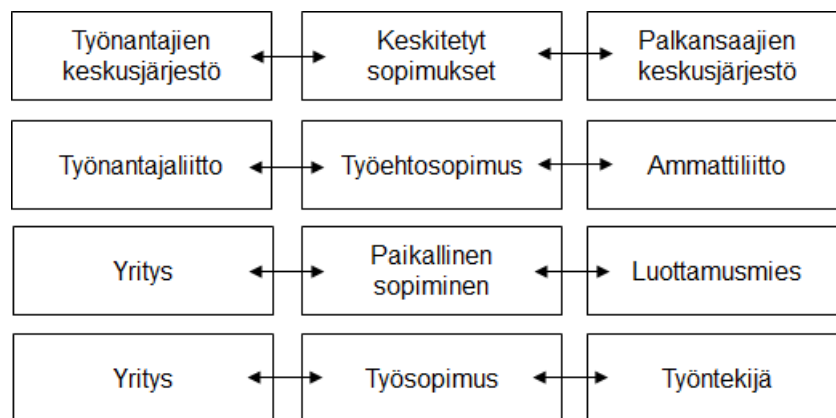 Työnantajien
keskusjärjestö
Keskitetyt
sopimukset
Palkansaajien
keskusjärjestö
Työnantajaliitto
Työehtosopimus
Ammattiliitto
Yritys
Paikallinen
sopiminen
Luottamusmies
Yritys
Työsopimus
Työntekijä